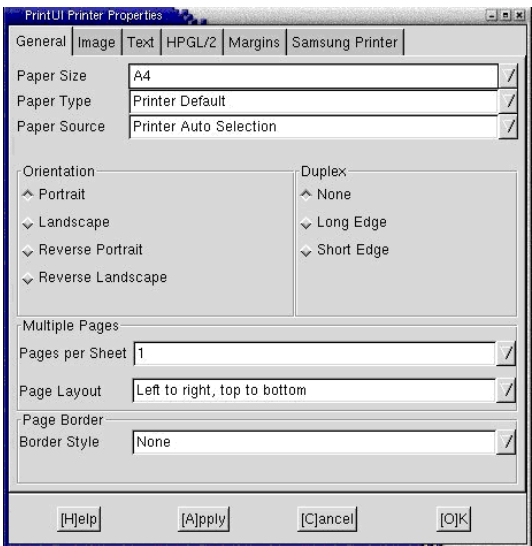 PrintUI Printer Properties
General Image Text HPGL/2 Margins Samsung Printer
Paper Size A4
Paper Type Printer Default
Paper Source Printer Auto Selection
Orientation
Portrait
Landscape
Reverse Portrait
Reverse Landscape
Duplex
None
Long Edge
Short Edge
Multiple Pages
Pages per Sheet 1
Page Layout Left to right, top to bottom
Page Border
Border Style None
[H]elp [A]pply [C]ancel [O]K